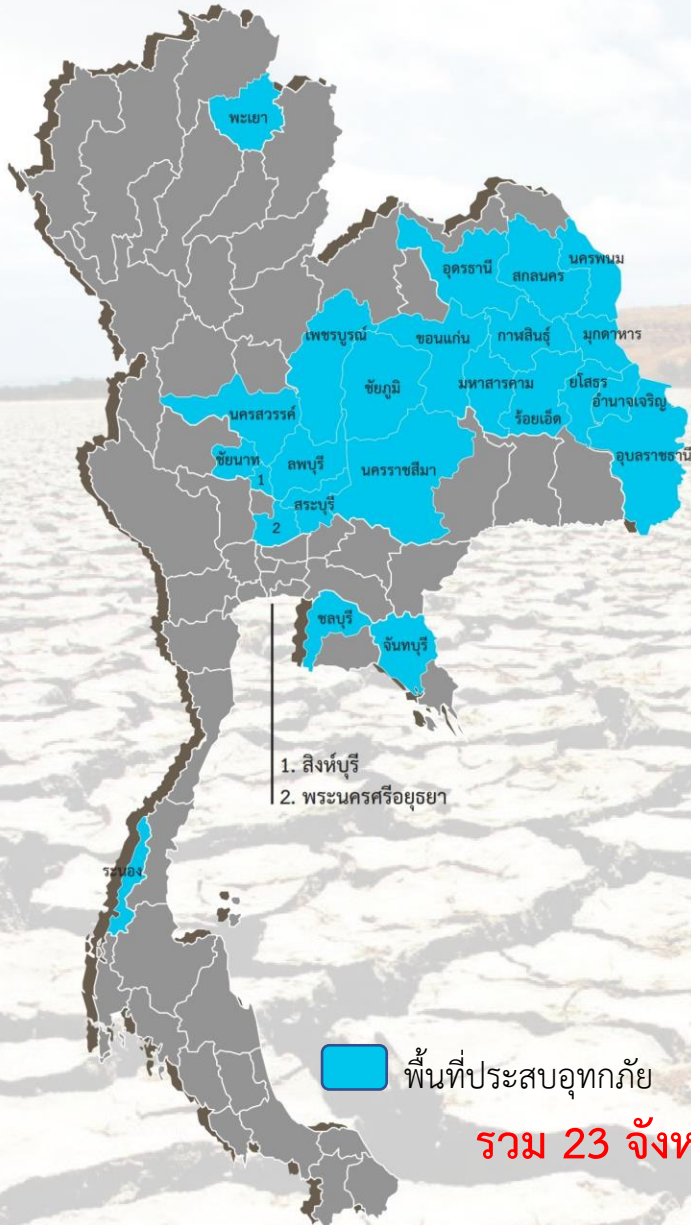 พะเยา
นครพนม
อุดรธานี
สกลนคร
เพชรบูรณ์
ขอนแก่น
กาฬสินธุ์
มุกดาหาร
ชัยภูมิ
มหาสารคาม
ยโสธร
อำนาจเจริญ
นครสวรรค์
ร้อยเอ็ด
ชัยนาท
ลพบุรี
นครราชสีมา
อุบลราชธานี
1
สระบุรี
2
ชลบุรี
จันทบุรี
1. สิงห์บุรี
2. พระนครศรีอยุธยา
ระนอง
พื้นที่ประสบอุทกภัย
รวม 23 จังห